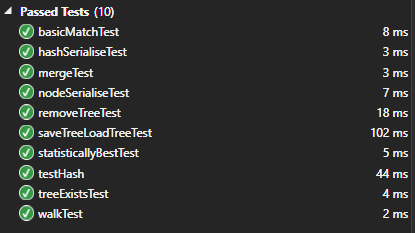 Passed Tests (10)
basicMatchTest 8 ms
hashSerialiseTest 3 ms
mergeTest 3 ms
nodeSerialiseTest 7 ms
removeTreeTest 18 ms
saveTreeLoadTreeTest 102 ms
statisticallyBestTest 5 ms
testHash 44 ms
treeExistsTest 4 ms
walkTest 2 ms